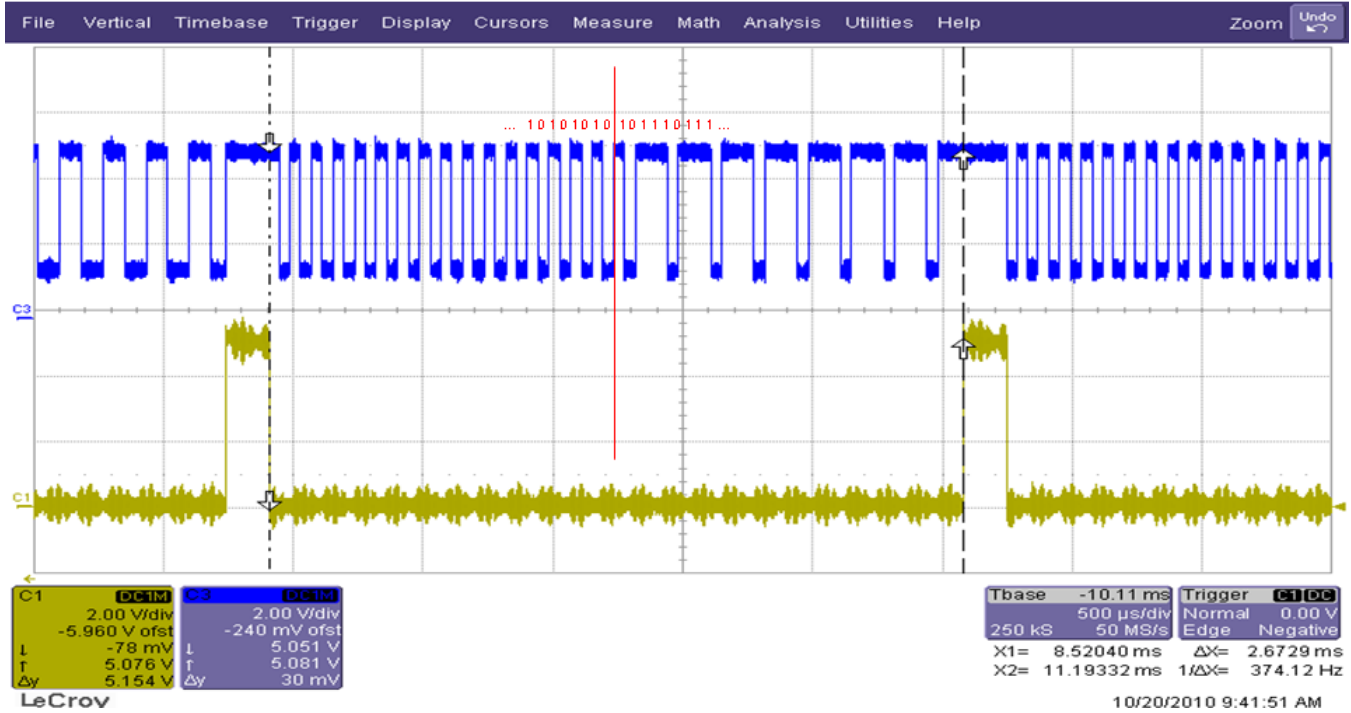 File Vertical Timebase Trigger Display Cursors Measure Math Analysis Utilities Help Zoom Undo
... 10101010 10111 0 111 ...
C3
C1
C1 DC1M
2.00 V/div
-5.960 V ofst
↓ -78 mV
↑ 5.076 V
Δy 5.154 V
C3 DC1M
2.00 V/div
-240 mV ofst
↓ 5.051 V
↑ 5.081 V
Δy 30 mV
Tbase -10.11 ms
500 µs/div
250 kS 50 MS/s
Trigger C1 DC
Normal 0.00 V
Edge Negative
X1= 8.52040 ms ΔX= 2.6729 ms
X2= 11.19332 ms 1/ΔX= 374.12 Hz
LeCroy
10/20/2010 9:41:51 AM